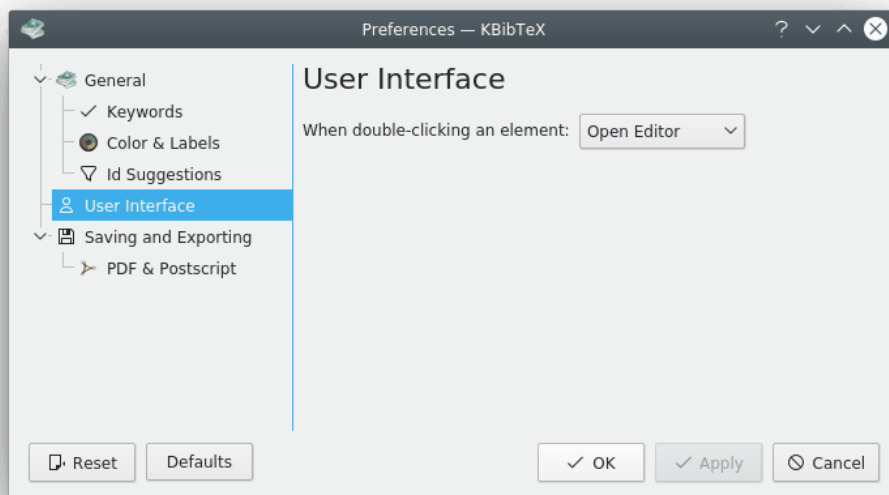 Preferences — KBibTeX
General
Keywords
Color & Labels
Id Suggestions
User Interface
Saving and Exporting
PDF & Postscript
User Interface
When double-clicking an element: Open Editor
Reset Defaults OK Apply Cancel